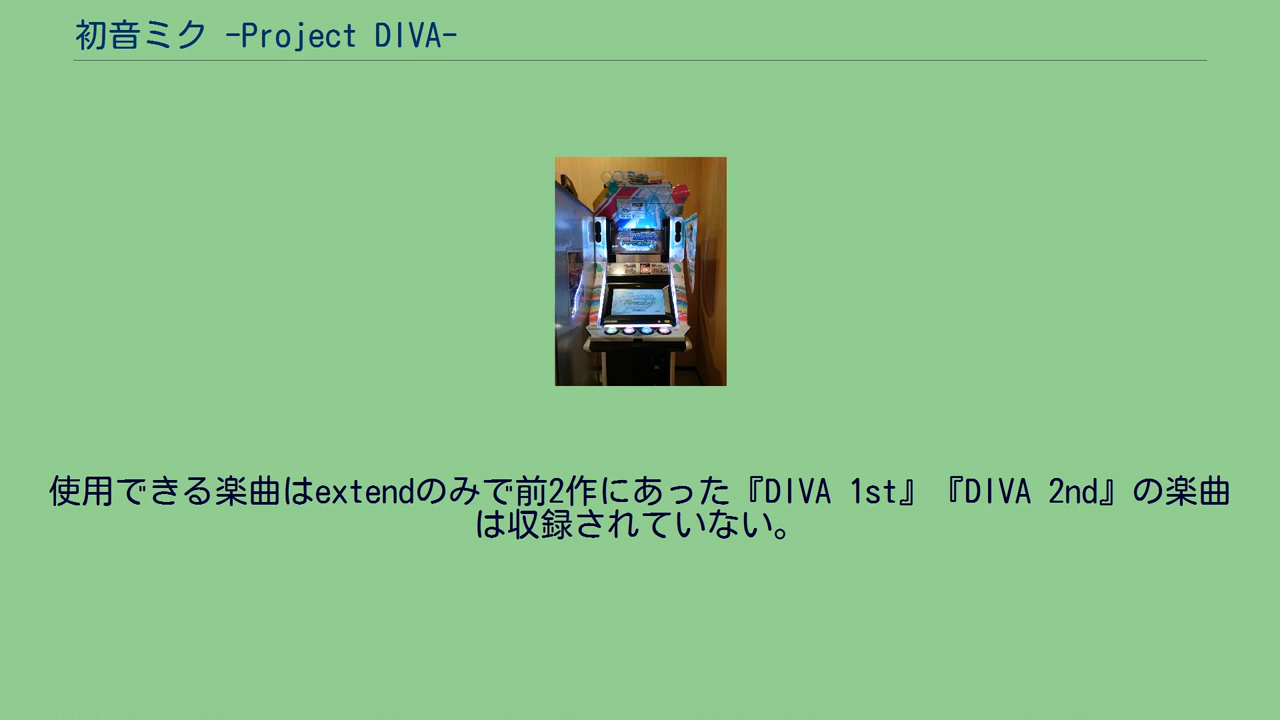 初音ミク -Project DIVA-
使用できる楽曲はextendのみで前2作にあった『DIVA 1st』『DIVA 2nd』の楽曲
は収録されていない。